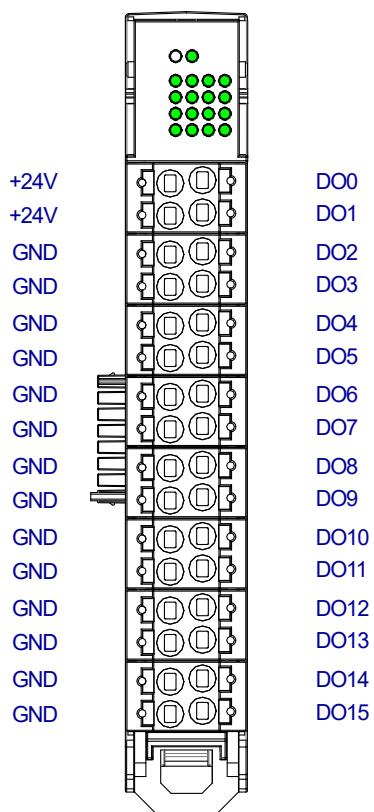 +24V DO0
+24V DO1
GND DO2
GND DO3
GND DO4
GND DO5
GND DO6
GND DO7
GND DO8
GND DO9
GND DO10
GND DO11
GND DO12
GND DO13
GND DO14
GND DO15